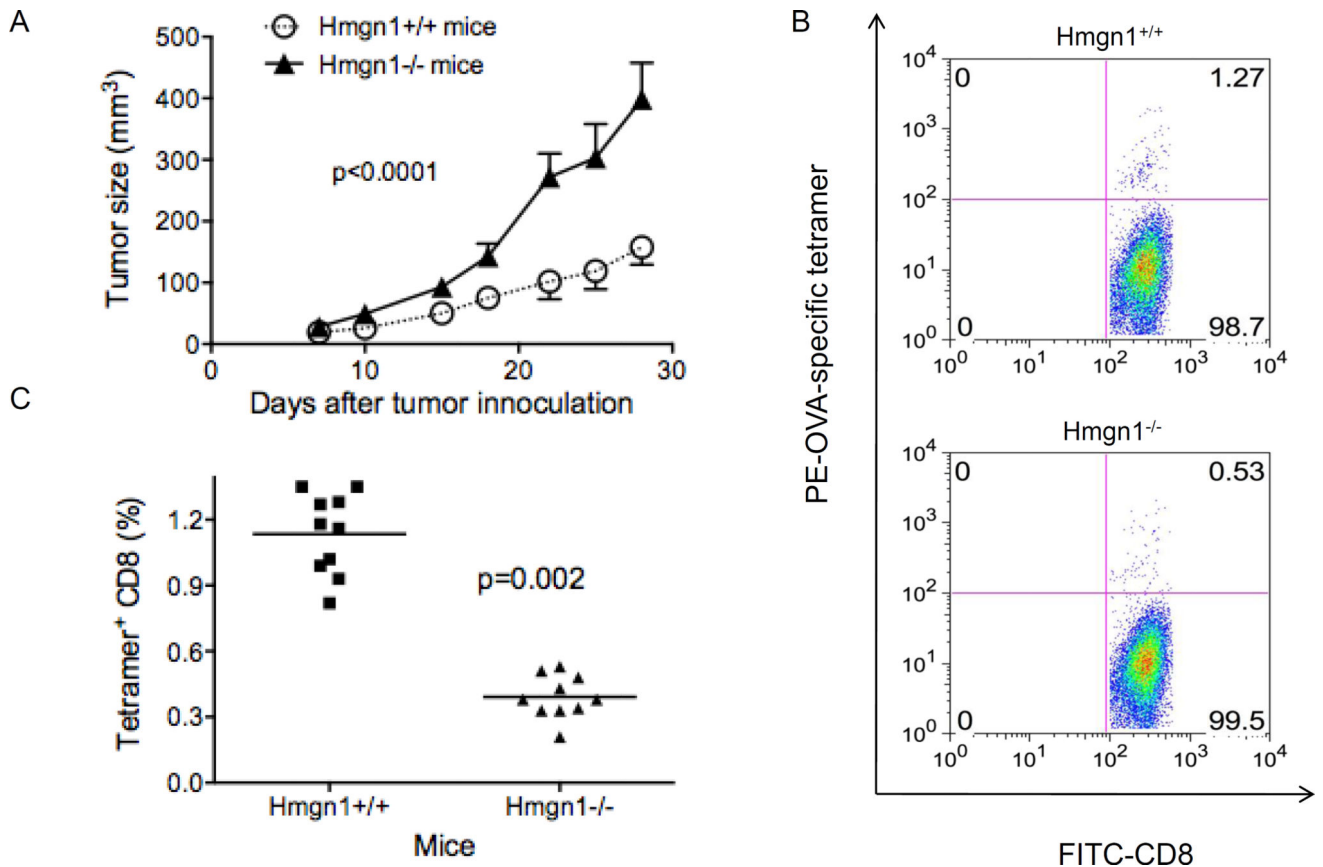 A
Hmgn1+/+ mice
Hmgn1-/- mice
500
400
300
200
100
0
p<0.0001
Tumor size (mm3)
0 10 20 30
Days after tumor innoculation
B
Hmgn1+/+
104
103
102
101
100
0 1.27
0 98.7
100 101 102 103 104
Hmgn1-/-
104
103
102
101
100
0 0.53
0 99.5
100 101 102 103 104
PE-OVA-specific tetramer
FITC-CD8
C
1.2
0.9
0.6
0.3
0.0
p=0.002
Tetramer+ CD8 (%)
Hmgn1+/+ Hmgn1-/-
Mice